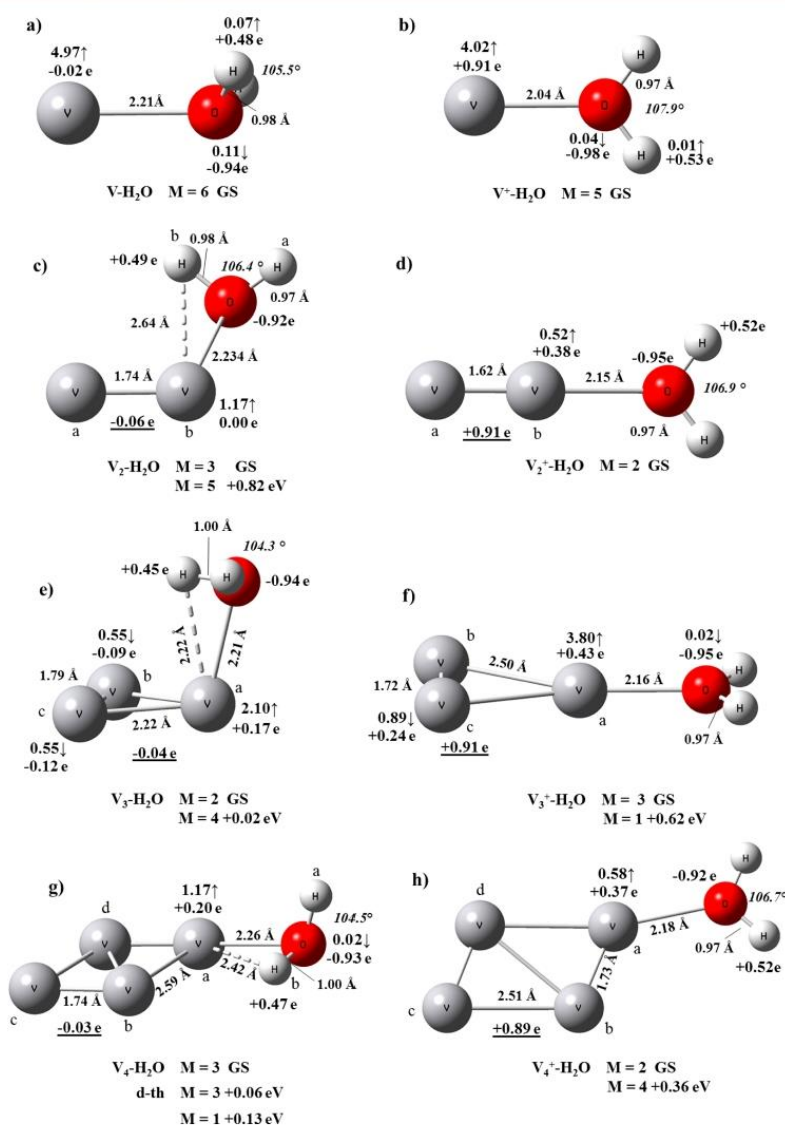 a)
0.07↑
+0.48 e
4.97↑
-0.02 e
H
105.5°
2.21Å
V
O
0.98 Å
0.11↓
-0.94e
V-H₂O M = 6 GS
b)
4.02↑
+0.91 e
H
0.97 Å
2.04 Å
V
O
107.9°
0.04↓
-0.98 e
H
0.01↑
+0.53 e
V⁺-H₂O M = 5 GS
c)
b
0.98 Å
a
+0.49 e
H
106.4 °
H
O
0.97 Å
2.64 Å
-0.92e
2.234
1.74 Å
V
V
a
-0.06 e
b
1.17↑
0.00 e
V₂-H₂O M = 3 GS
M = 5 +0.82 eV
d)
0.52↑
+0.38 e
+0.52e
H
-0.95e
1.62 Å
2.15 Å
V
V
O
106.9 °
a
+0.91 e
b
0.97 Å
H
V₂⁺-H₂O M = 2 GS
e)
1.00 Å
104.3 °
+0.45 e
H
H
-0.94 e
0.55↓
-0.09 e
2.22 Å
2.21 Å
1.79 Å
b
V
a
c
V
2.22 Å
V
2.10↑
+0.17 e
0.55↓
-0.12 e
-0.04 e
V₃-H₂O M = 2 GS
M = 4 +0.02 eV
f)
b
3.80↑
+0.43 e
0.02↓
-0.95 e
V
2.50 Å
H
1.72 Å
V
2.16 Å
O
H
0.89↓
+0.24 e
V
c
a
0.97 Å
+0.91 e
V₃⁺-H₂O M = 3 GS
M = 1 +0.62 eV
g)
a
1.17↑
+0.20 e
H
104.5°
d
2.26 Å
0.02↓
-0.93 e
V
V
O
2.42 Å
a
H
b
1.00 Å
2.59 Å
+0.47 e
V
1.74 Å
V
c
-0.03 e
b
V₄-H₂O M = 3 GS
d-th M = 3 +0.06 eV
M = 1 +0.13 eV
h)
0.58↑
+0.37 e
-0.92 e
H
d
106.7°
O
V
V
2.18 Å
a
0.97 Å
H
1.73 Å
+0.52e
V
2.51 Å
V
c
+0.89 e
b
V₄⁺-H₂O M = 2 GS
M = 4 +0.36 eV